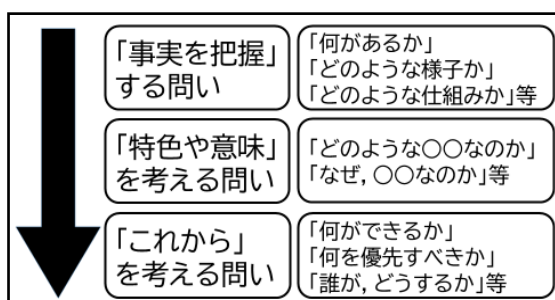 「事実を把握」
する問い
「何があるか」
「どのような様子か」
「どのような仕組みか」等
「特色や意味」
を考える問い
「どのような○○なのか」
「なぜ,○○なのか」等
「これから」
を考える問い
「何ができるか」
「何を優先すべきか」
「誰が,どうするか」等